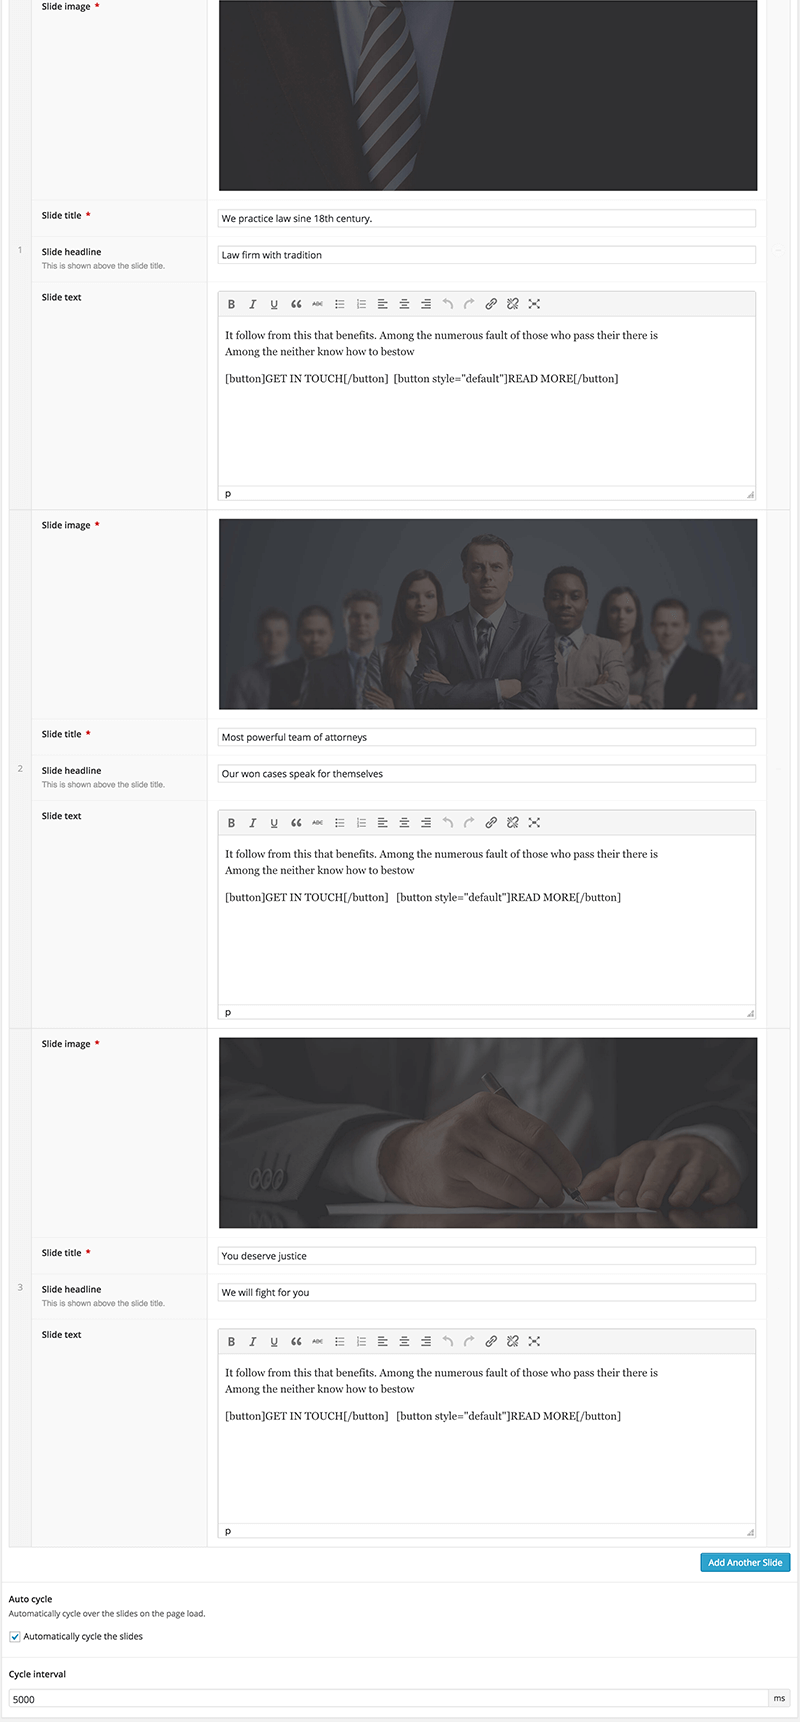 Slide image *
Slide title *
We practice law sine 18th century.
1
Slide headline
This is shown above the slide title.
Law firm with tradition
Slide text
B I U “ ABC
It follow from this that benefits. Among the numerous fault of those who pass their there is
Among the neither know how to bestow
[button]GET IN TOUCH[/button] [button style="default"]READ MORE[/button]
p
Slide image *
Slide title *
Most powerful team of attorneys
2
Slide headline
This is shown above the slide title.
Our won cases speak for themselves
Slide text
B I U “ ABC
It follow from this that benefits. Among the numerous fault of those who pass their there is
Among the neither know how to bestow
[button]GET IN TOUCH[/button] [button style="default"]READ MORE[/button]
p
Slide image *
Slide title *
You deserve justice
3
Slide headline
This is shown above the slide title.
We will fight for you
Slide text
B I U “ ABC
It follow from this that benefits. Among the numerous fault of those who pass their there is
Among the neither know how to bestow
[button]GET IN TOUCH[/button] [button style="default"]READ MORE[/button]
p
Add Another Slide
Auto cycle
Automatically cycle over the slides on the page load.
Automatically cycle the slides
Cycle interval
5000 ms